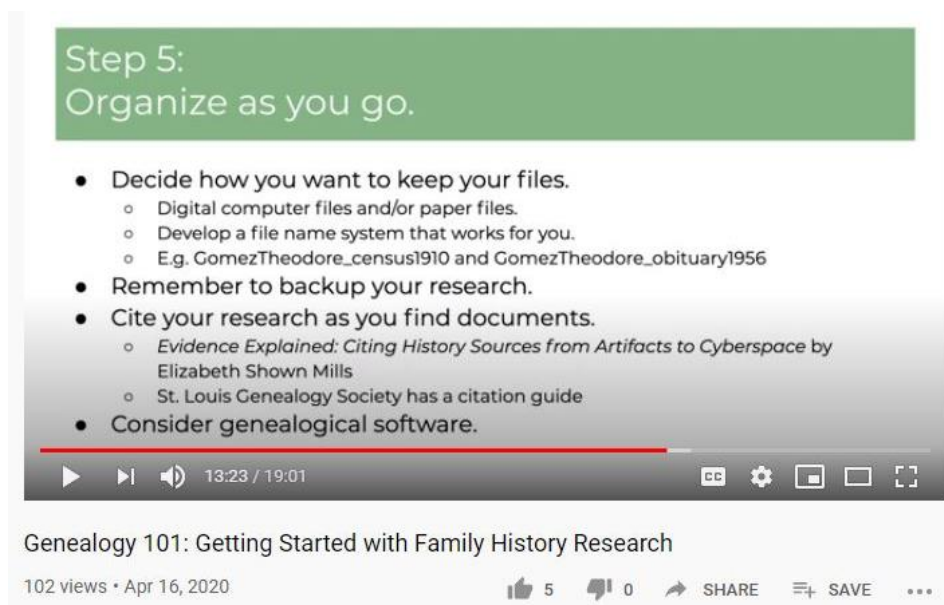 Step 5:
Organize as you go.
● Decide how you want to keep your files.
○ Digital computer files and/or paper files.
○ Develop a file name system that works for you.
○ E.g. GomezTheodore_census1910 and GomezTheodore_obituary1956
● Remember to backup your research.
● Cite your research as you find documents.
○ Evidence Explained: Citing History Sources from Artifacts to Cyberspace by
Elizabeth Shown Mills
○ St. Louis Genealogy Society has a citation guide
● Consider genealogical software.
13:23 / 19:01 CC
Genealogy 101: Getting Started with Family History Research
102 views • Apr 16, 2020 5 0 SHARE SAVE